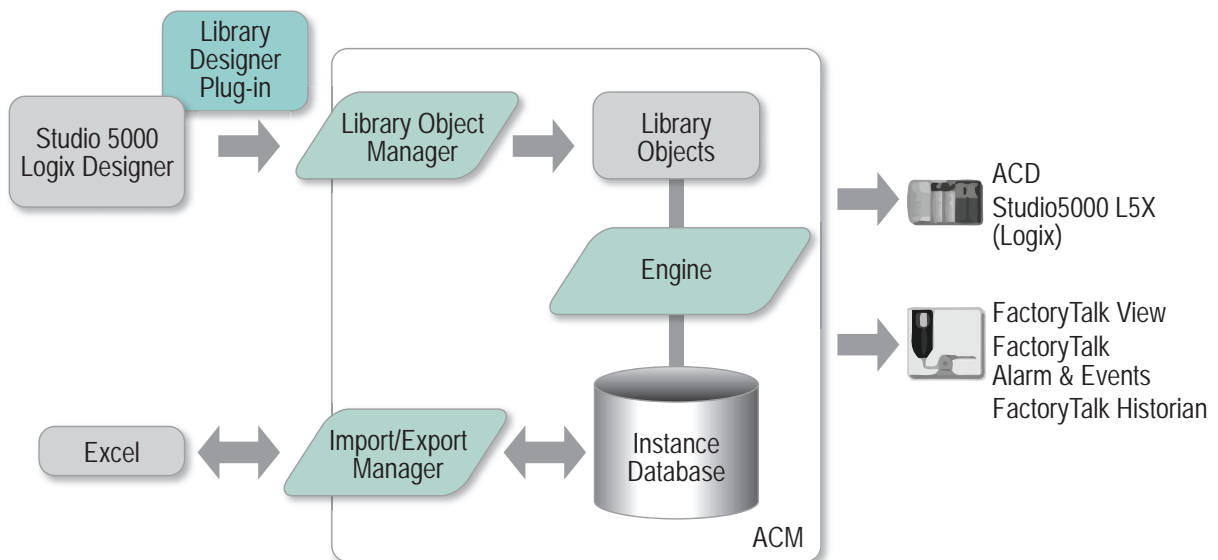 Library
Designer
Plug-in
Studio 5000
Logix Designer
Library Object
Manager
Library
Objects
ACD
Studio5000 L5X
(Logix)
Engine
FactoryTalk View
FactoryTalk
Alarm & Events
FactoryTalk Historian
Excel
Import/Export
Manager
Instance
Database
ACM